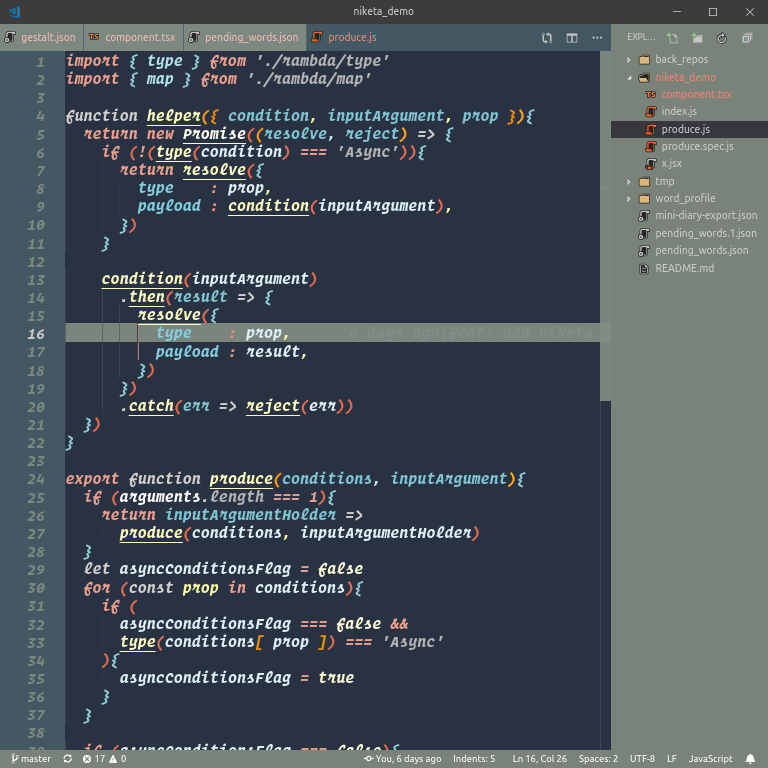 niketa_demo
gestalt.json
component.tsx
pending_words.json
produce.js
EXPL...
1 import { type } from './rambda/type'
2 import { map } from './rambda/map'
3
4 function helper({ condition, inputArgument, prop }){
5 return new Promise((resolve, reject) => {
6 if (!(type(condition) === 'Async')){
7 return resolve({
8 type : prop,
9 payload : condition(inputArgument),
10 })
11 }
12
13 condition(inputArgument)
14 .then(result => {
15 resolve({
16 type : prop, 6 days ago|feat: add niketa
17 payload : result,
18 })
19 })
20 .catch(err => reject(err))
21 })
22 }
23
24 export function produce(conditions, inputArgument){
25 if (arguments.length === 1){
26 return inputArgumentHolder =>
27 produce(conditions, inputArgumentHolder)
28 }
29 let asyncConditionsFlag = false
30 for (const prop in conditions){
31 if (
32 asyncConditionsFlag === false &&
33 type(conditions[ prop ]) === 'Async'
34 ){
35 asyncConditionsFlag = true
36 }
37 }
38
39 if (asyncConditionsFlag === false){
back_repos
niketa_demo
component.tsx
index.js
produce.js
produce.spec.js
x.jsx
tmp
word_profile
mini-diary-export.json
pending_words.1.json
pending_words.json
README.md
master 17 0 You, 6 days ago Indents: 5 Ln 16, Col 26 Spaces: 2 UTF-8 LF JavaScript